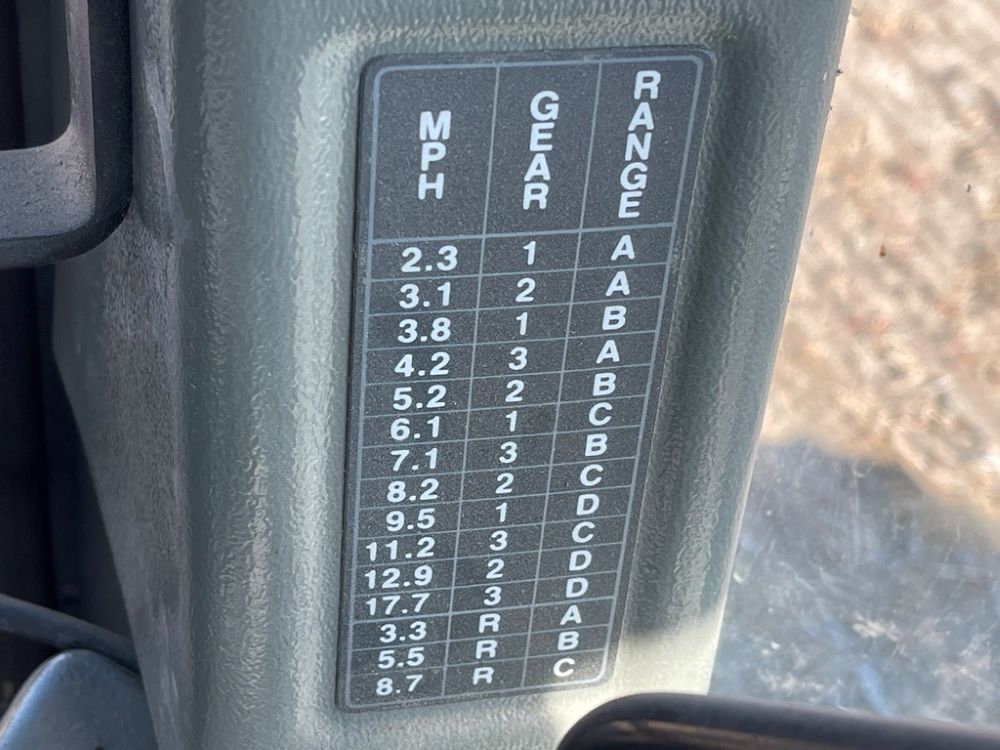 MPH GEAR RANGE
2.3 1 A
3.1 2 A
3.8 1 B
4.2 3 A
5.2 2 B
6.1 1 C
7.1 3 B
8.2 2 C
9.5 1 D
11.2 3 C
12.9 2 D
17.7 3 D
3.3 R A
5.5 R B
8.7 R C